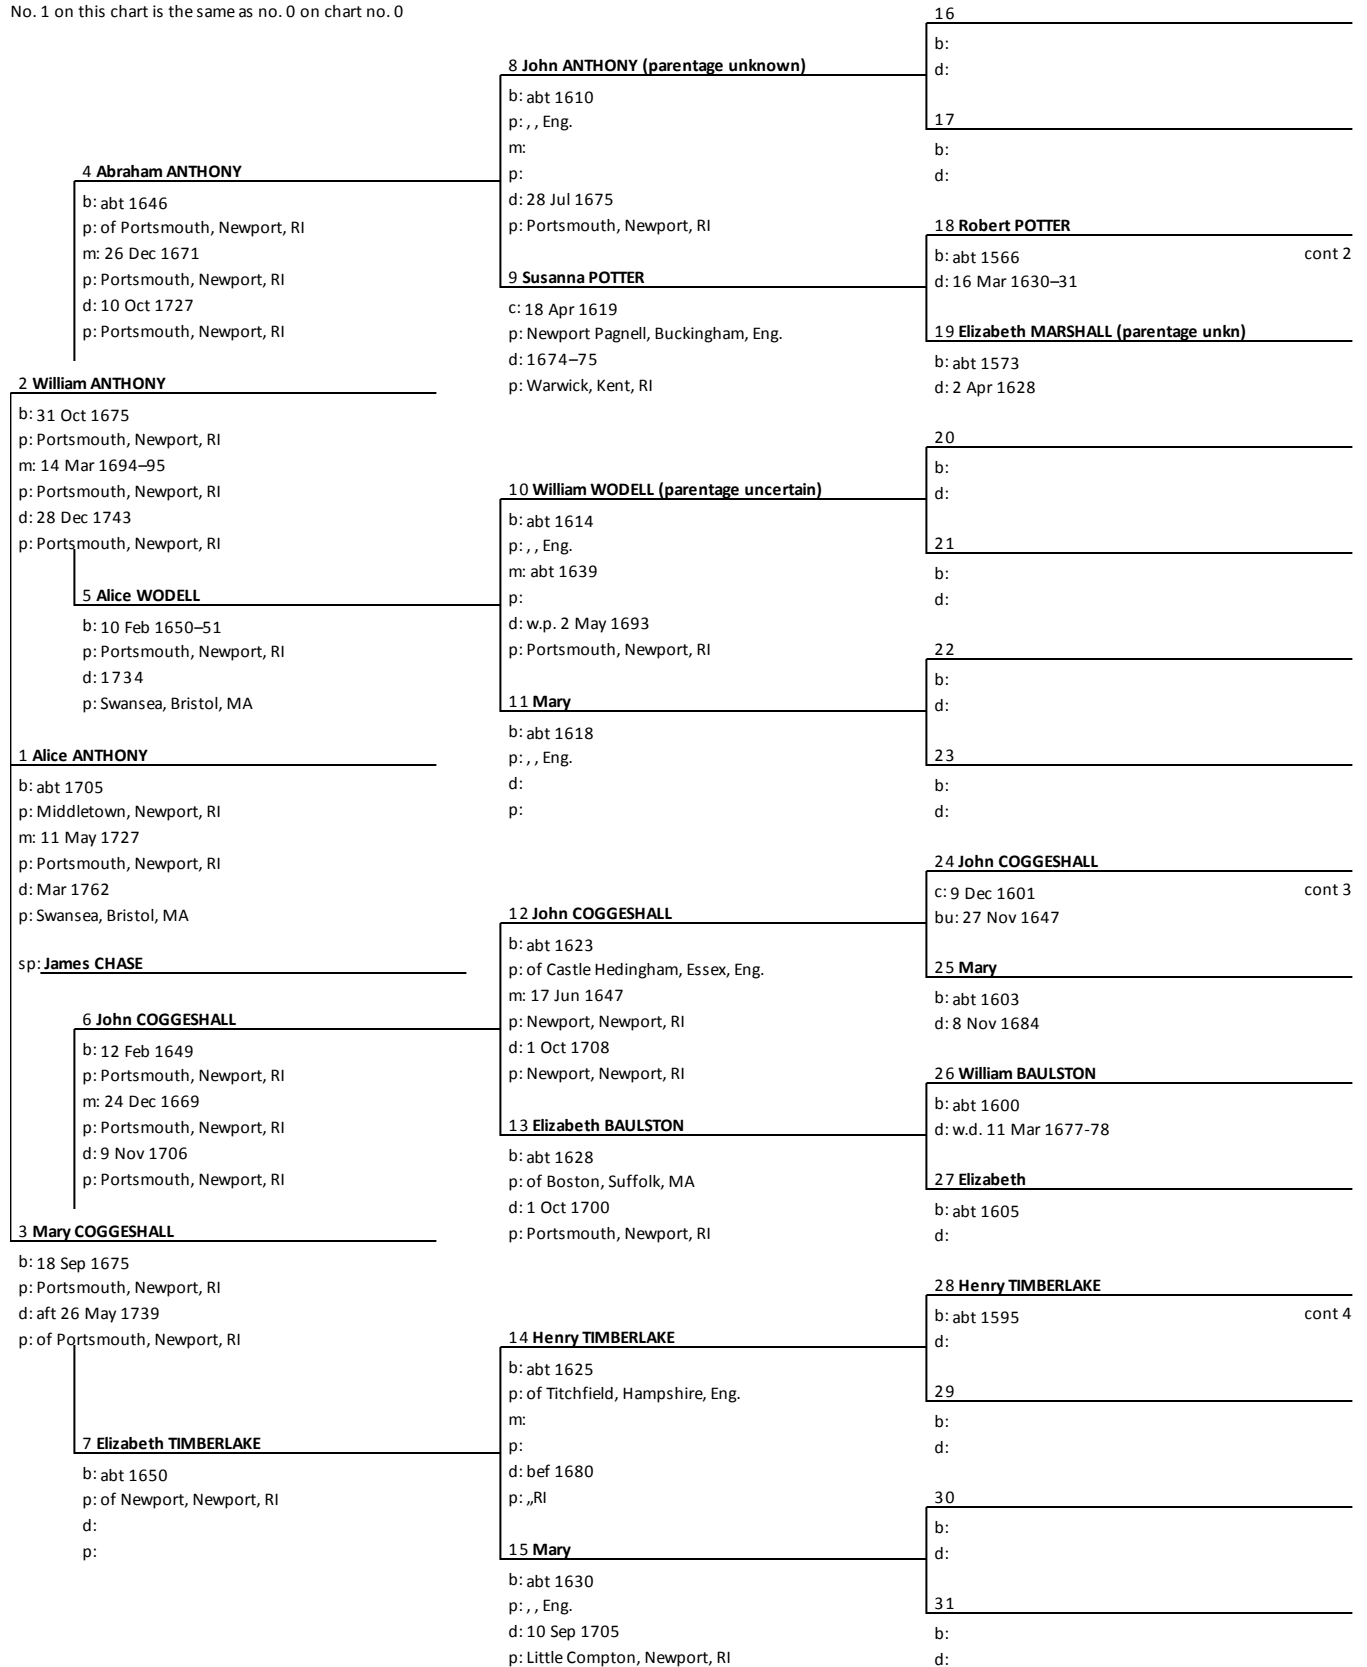 No. 1 on this chart is the same as no. 0 on chart no. 0
16
b:
d:
8 John ANTHONY (parentage unknown)
b: abt 1610
p: , , Eng.
m:
p:
d: 28 Jul 1675
p: Portsmouth, Newport, RI
17
b:
d:
4 Abraham ANTHONY
b: abt 1646
p: of Portsmouth, Newport, RI
m: 26 Dec 1671
p: Portsmouth, Newport, RI
d: 10 Oct 1727
p: Portsmouth, Newport, RI
18 Robert POTTER
b: abt 1566 cont 2
d: 16 Mar 1630–31
9 Susanna POTTER
c: 18 Apr 1619
p: Newport Pagnell, Buckingham, Eng.
d: 1674–75
p: Warwick, Kent, RI
19 Elizabeth MARSHALL (parentage unkn)
b: abt 1573
d: 2 Apr 1628
2 William ANTHONY
b: 31 Oct 1675
p: Portsmouth, Newport, RI
m: 14 Mar 1694–95
p: Portsmouth, Newport, RI
d: 28 Dec 1743
p: Portsmouth, Newport, RI
20
b:
d:
10 William WODELL (parentage uncertain)
b: abt 1614
p: , , Eng.
m: abt 1639
p:
d: w.p. 2 May 1693
p: Portsmouth, Newport, RI
21
b:
d:
5 Alice WODELL
b: 10 Feb 1650–51
p: Portsmouth, Newport, RI
d: 1734
p: Swansea, Bristol, MA
22
b:
d:
11 Mary
b: abt 1618
p: , , Eng.
d:
p:
23
b:
d:
1 Alice ANTHONY
b: abt 1705
p: Middletown, Newport, RI
m: 11 May 1727
p: Portsmouth, Newport, RI
d: Mar 1762
p: Swansea, Bristol, MA
sp: James CHASE
24 John COGGESHALL
c: 9 Dec 1601 cont 3
bu: 27 Nov 1647
12 John COGGESHALL
b: abt 1623
p: of Castle Hedingham, Essex, Eng.
m: 17 Jun 1647
p: Newport, Newport, RI
d: 1 Oct 1708
p: Newport, Newport, RI
25 Mary
b: abt 1603
d: 8 Nov 1684
6 John COGGESHALL
b: 12 Feb 1649
p: Portsmouth, Newport, RI
m: 24 Dec 1669
p: Portsmouth, Newport, RI
d: 9 Nov 1706
p: Portsmouth, Newport, RI
26 William BAULSTON
b: abt 1600
d: w.d. 11 Mar 1677-78
13 Elizabeth BAULSTON
b: abt 1628
p: of Boston, Suffolk, MA
d: 1 Oct 1700
p: Portsmouth, Newport, RI
27 Elizabeth
b: abt 1605
d:
3 Mary COGGESHALL
b: 18 Sep 1675
p: Portsmouth, Newport, RI
d: aft 26 May 1739
p: of Portsmouth, Newport, RI
28 Henry TIMBERLAKE
b: abt 1595 cont 4
d:
14 Henry TIMBERLAKE
b: abt 1625
p: of Titchfield, Hampshire, Eng.
m:
p:
d: bef 1680
p: ,,RI
29
b:
d:
7 Elizabeth TIMBERLAKE
b: abt 1650
p: of Newport, Newport, RI
d:
p:
30
b:
d:
15 Mary
b: abt 1630
p: , , Eng.
d: 10 Sep 1705
p: Little Compton, Newport, RI
31
b:
d: